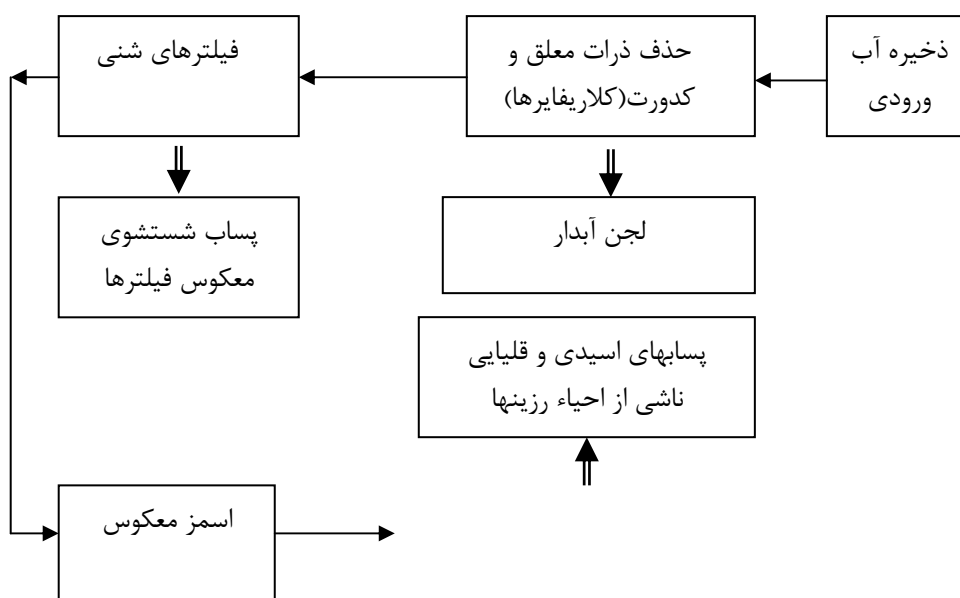 ذخیره آب
ورودی
حذف ذرات معلق و
کدورت(کلاریفایرها)
فیلترهای شنی
لجن آبدار
پساب شستشوی
معکوس فیلترها
پسابهای اسیدی و قلیایی
ناشی از احیاء رزینها
اسمز معکوس